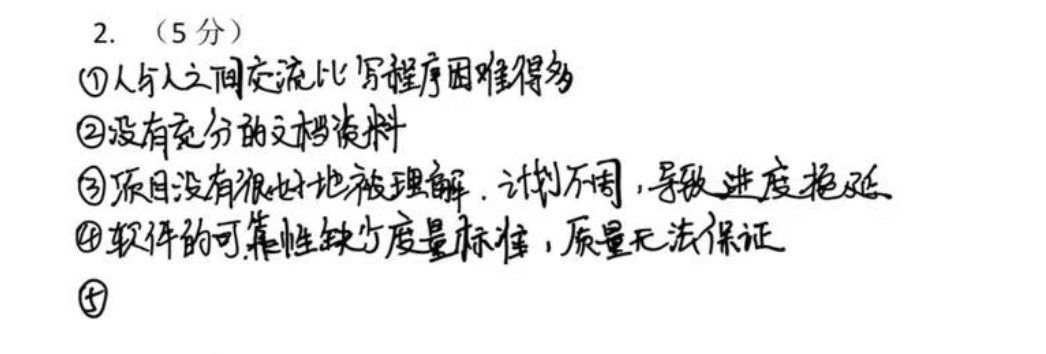 2. （5 分）
①人与人之间交流比写程序困难得多
②没有充分的文档资料
③项目没有很好地被理解．计划不周，导致进度拖延
④软件的可靠性缺少度量标准，质量无法保证
⑤